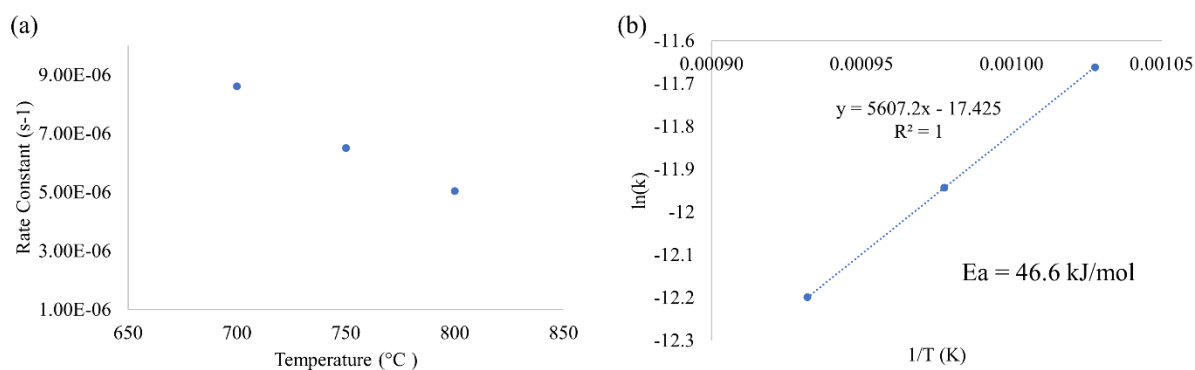 (a)
9.00E-06
7.00E-06
5.00E-06
3.00E-06
1.00E-06
Rate Constant (s-1)
650
700
750
800
850
Temperature (°C )
(b)
-11.6
-11.7
-11.8
-11.9
-12
-12.1
-12.2
-12.3
ln(k)
0.00090
0.00095
0.00100
0.00105
y = 5607.2x - 17.425
R² = 1
Ea = 46.6 kJ/mol
1/T (K)